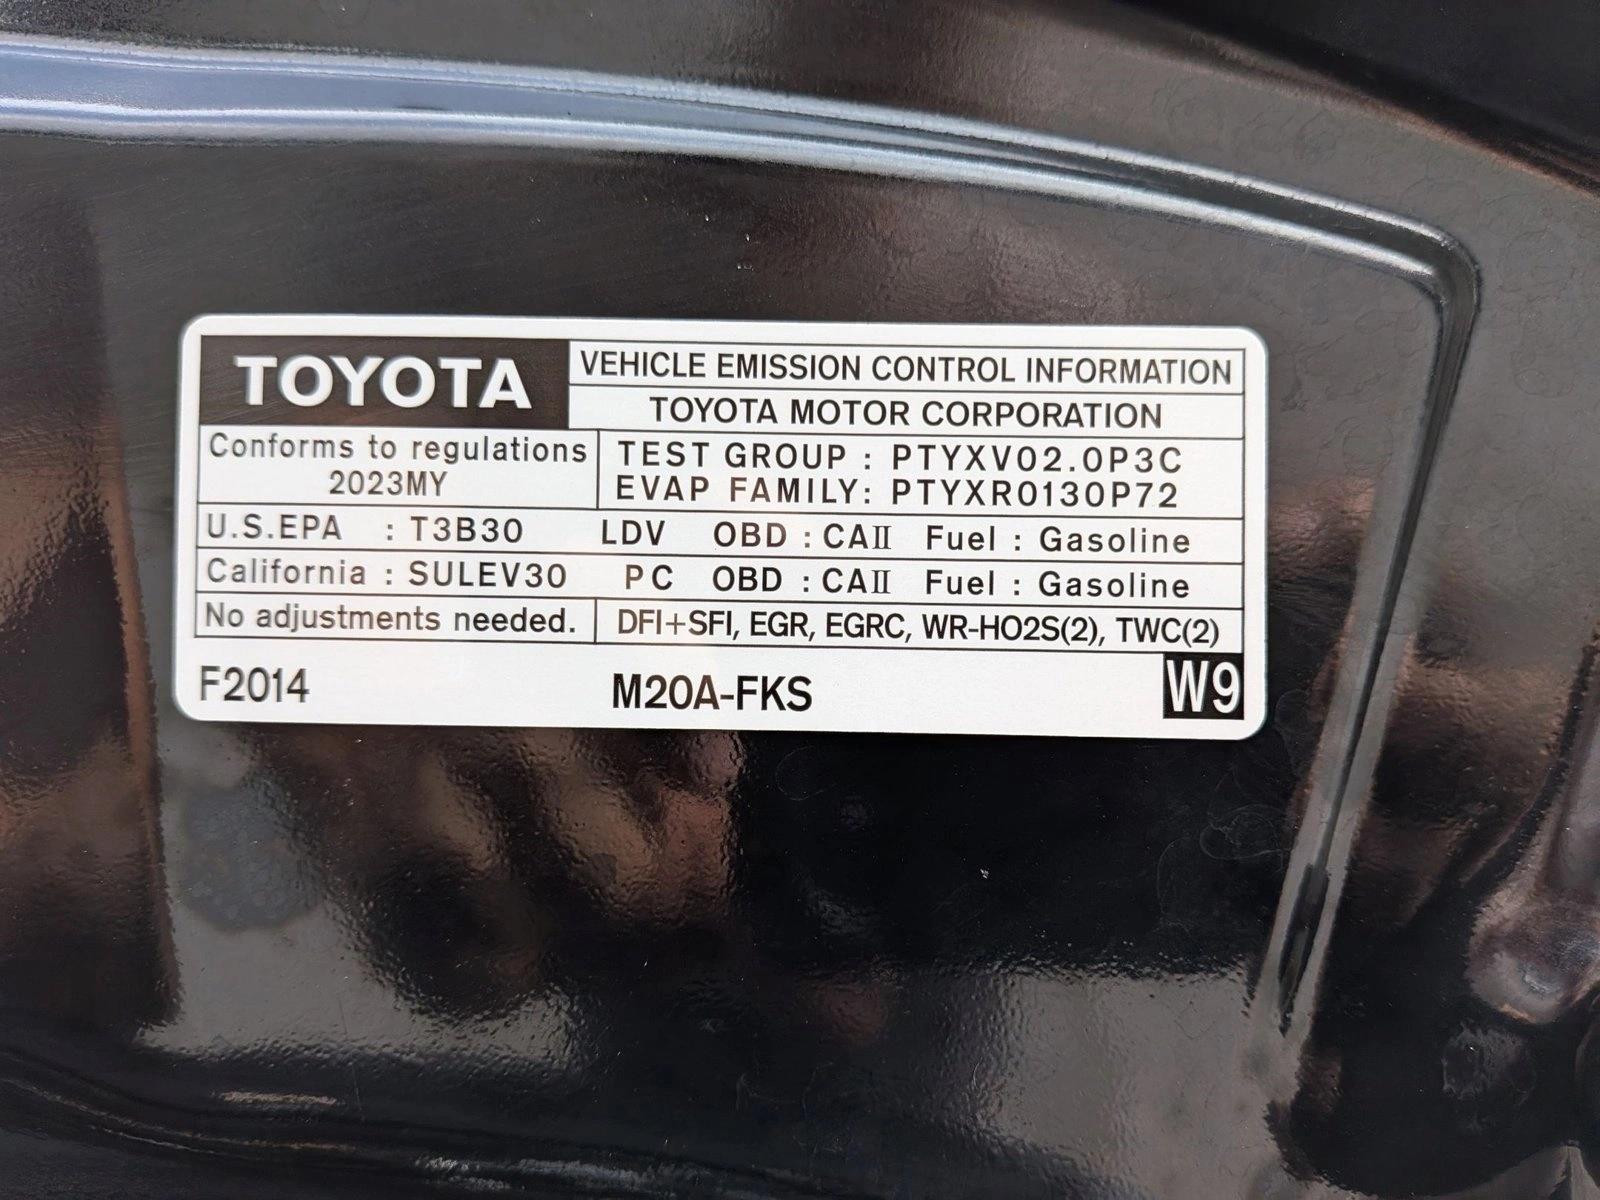 TOYOTA
VEHICLE EMISSION CONTROL INFORMATION
TOYOTA MOTOR CORPORATION
Conforms to regulations
2023MY
TEST GROUP : PTYXV02.0P3C
EVAP FAMILY: PTYXR0130P72
U.S.EPA : T3B30 LDV OBD : CAII Fuel : Gasoline
California : SULEV30 PC OBD : CAII Fuel : Gasoline
No adjustments needed. DFI+SFI, EGR, EGRC, WR-HO2S(2), TWC(2)
F2014 M20A-FKS W9